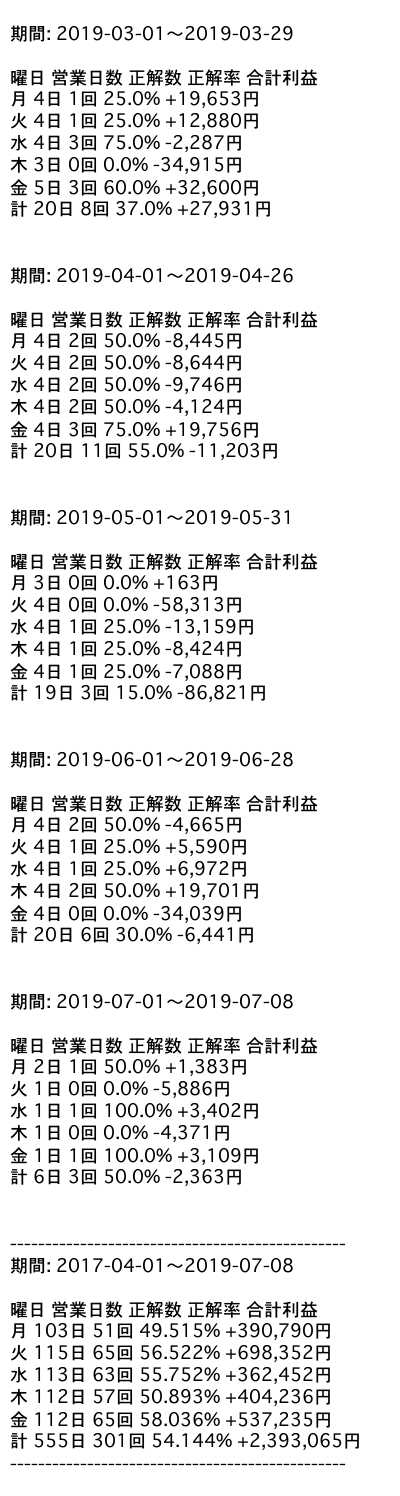 期間: 2019-03-01〜2019-03-29
曜日 営業日数 正解数 正解率 合計利益
月 4日 1回 25.0% +19,653円
火 4日 1回 25.0% +12,880円
水 4日 3回 75.0% -2,287円
木 3日 0回 0.0% -34,915円
金 5日 3回 60.0% +32,600円
計 20日 8回 37.0% +27,931円
期間: 2019-04-01〜2019-04-26
曜日 営業日数 正解数 正解率 合計利益
月 4日 2回 50.0% -8,445円
火 4日 2回 50.0% -8,644円
水 4日 2回 50.0% -9,746円
木 4日 2回 50.0% -4,124円
金 4日 3回 75.0% +19,756円
計 20日 11回 55.0% -11,203円
期間: 2019-05-01〜2019-05-31
曜日 営業日数 正解数 正解率 合計利益
月 3日 0回 0.0% +163円
火 4日 0回 0.0% -58,313円
水 4日 1回 25.0% -13,159円
木 4日 1回 25.0% -8,424円
金 4日 1回 25.0% -7,088円
計 19日 3回 15.0% -86,821円
期間: 2019-06-01〜2019-06-28
曜日 営業日数 正解数 正解率 合計利益
月 4日 2回 50.0% -4,665円
火 4日 1回 25.0% +5,590円
水 4日 1回 25.0% +6,972円
木 4日 2回 50.0% +19,701円
金 4日 0回 0.0% -34,039円
計 20日 6回 30.0% -6,441円
期間: 2019-07-01〜2019-07-08
曜日 営業日数 正解数 正解率 合計利益
月 2日 1回 50.0% +1,383円
火 1日 0回 0.0% -5,886円
水 1日 1回 100.0% +3,402円
木 1日 0回 0.0% -4,371円
金 1日 1回 100.0% +3,109円
計 6日 3回 50.0% -2,363円
------------------------------------------------
期間: 2017-04-01〜2019-07-08
曜日 営業日数 正解数 正解率 合計利益
月 103日 51回 49.515% +390,790円
火 115日 65回 56.522% +698,352円
水 113日 63回 55.752% +362,452円
木 112日 57回 50.893% +404,236円
金 112日 65回 58.036% +537,235円
計 555日 301回 54.144% +2,393,065円
------------------------------------------------